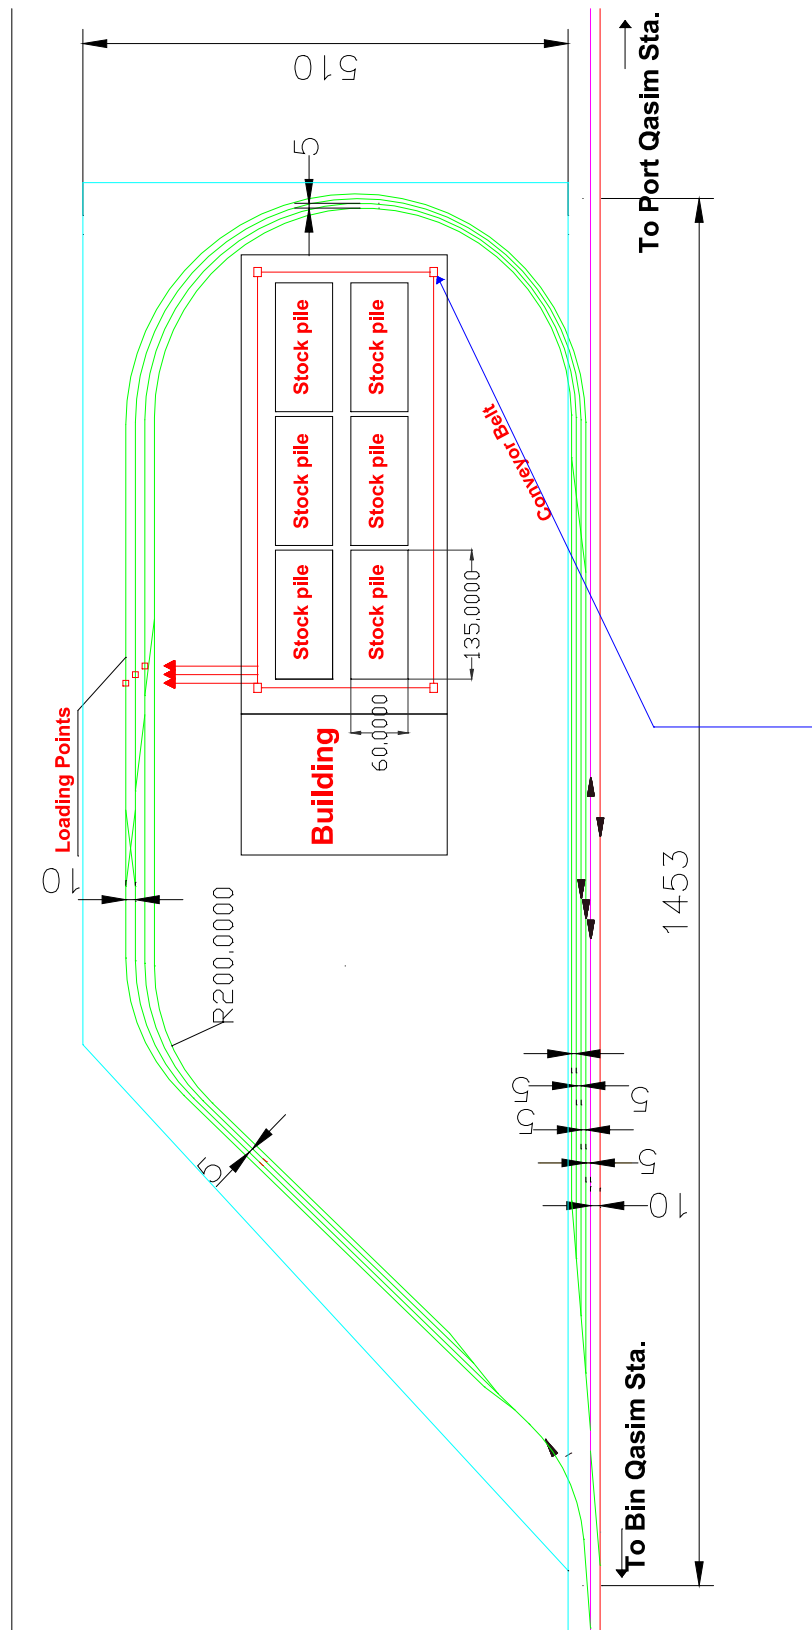 510
5
To Port Qasim Sta.
Stock pile
Stock pile
Stock pile
Stock pile
Stock pile
Stock pile
Conveyor Belt
135.0000
60.0000
Loading Points
Building
10
R200.0000
1453
5
5
5
5
5
10
To Bin Qasim Sta.